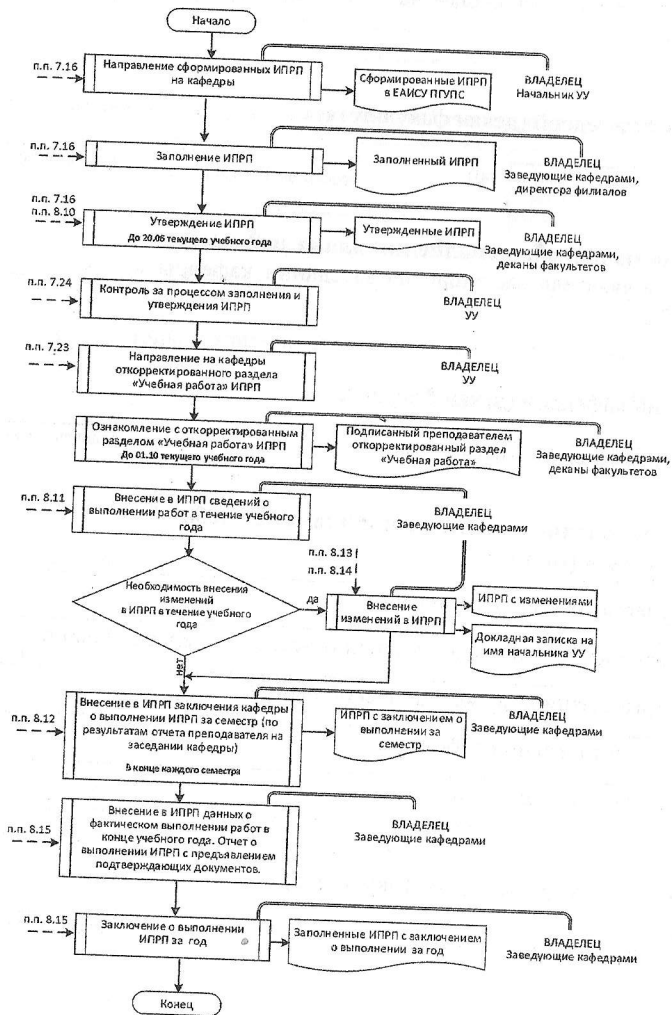 Начало
п.п. 7.16
Направление сформированных ИПРП
на кафедры
Сформированные ИПРП
в ЕАИСУ ПГУПС
ВЛАДЕЛЕЦ
Начальник УУ
п.п. 7.16
Заполнение ИПРП
Заполненный ИПРП
ВЛАДЕЛЕЦ
Заведующие кафедрами,
директора филиалов
п.п. 7.16
п.п. 8.10
Утверждение ИПРП
До 20.06 текущего учебного года
Утвержденные ИПРП
ВЛАДЕЛЕЦ
Заведующие кафедрами,
деканы факультетов
п.п. 7.24
Контроль за процессом заполнения и
утверждения ИПРП
ВЛАДЕЛЕЦ
УУ
п.п. 7.23
Направление на кафедры
откорректированного раздела
«Учебная работа» ИПРП
ВЛАДЕЛЕЦ
УУ
Ознакомление с откорректированным
разделом «Учебная работа» ИПРП
До 01.10 текущего учебного года
Подписанный преподавателем
откорректированный раздел
«Учебная работа»
ВЛАДЕЛЕЦ
Заведующие кафедрами,
деканы факультетов
п.п. 8.11
Внесение в ИПРП сведений о
выполнении работ в течение учебного
года
ВЛАДЕЛЕЦ
Заведующие кафедрами
п.п. 8.13
п.п. 8.14
Необходимость внесения
изменений
в ИПРП в течение учебного
года
да
Внесение
изменений в ИПРП
ИПРП с изменениями
Докладная записка на
имя начальника УУ
нет
п.п. 8.12
Внесение в ИПРП заключения кафедры
о выполнении ИПРП за семестр (по
результатам отчета преподавателя на
заседании кафедры)
В конце каждого семестра
ИПРП с заключением о
выполнении за
семестр
ВЛАДЕЛЕЦ
Заведующие кафедрами
п.п. 8.15
Внесение в ИПРП данных о
фактическом выполнении работ в
конце учебного года. Отчет о
выполнении ИПРП с предъявлением
подтверждающих документов.
ВЛАДЕЛЕЦ
Заведующие кафедрами
п.п. 8.15
Заключение о выполнении
ИПРП за год
Заполненные ИПРП с заключением
о выполнении за год
ВЛАДЕЛЕЦ
Заведующие кафедрами
Конец